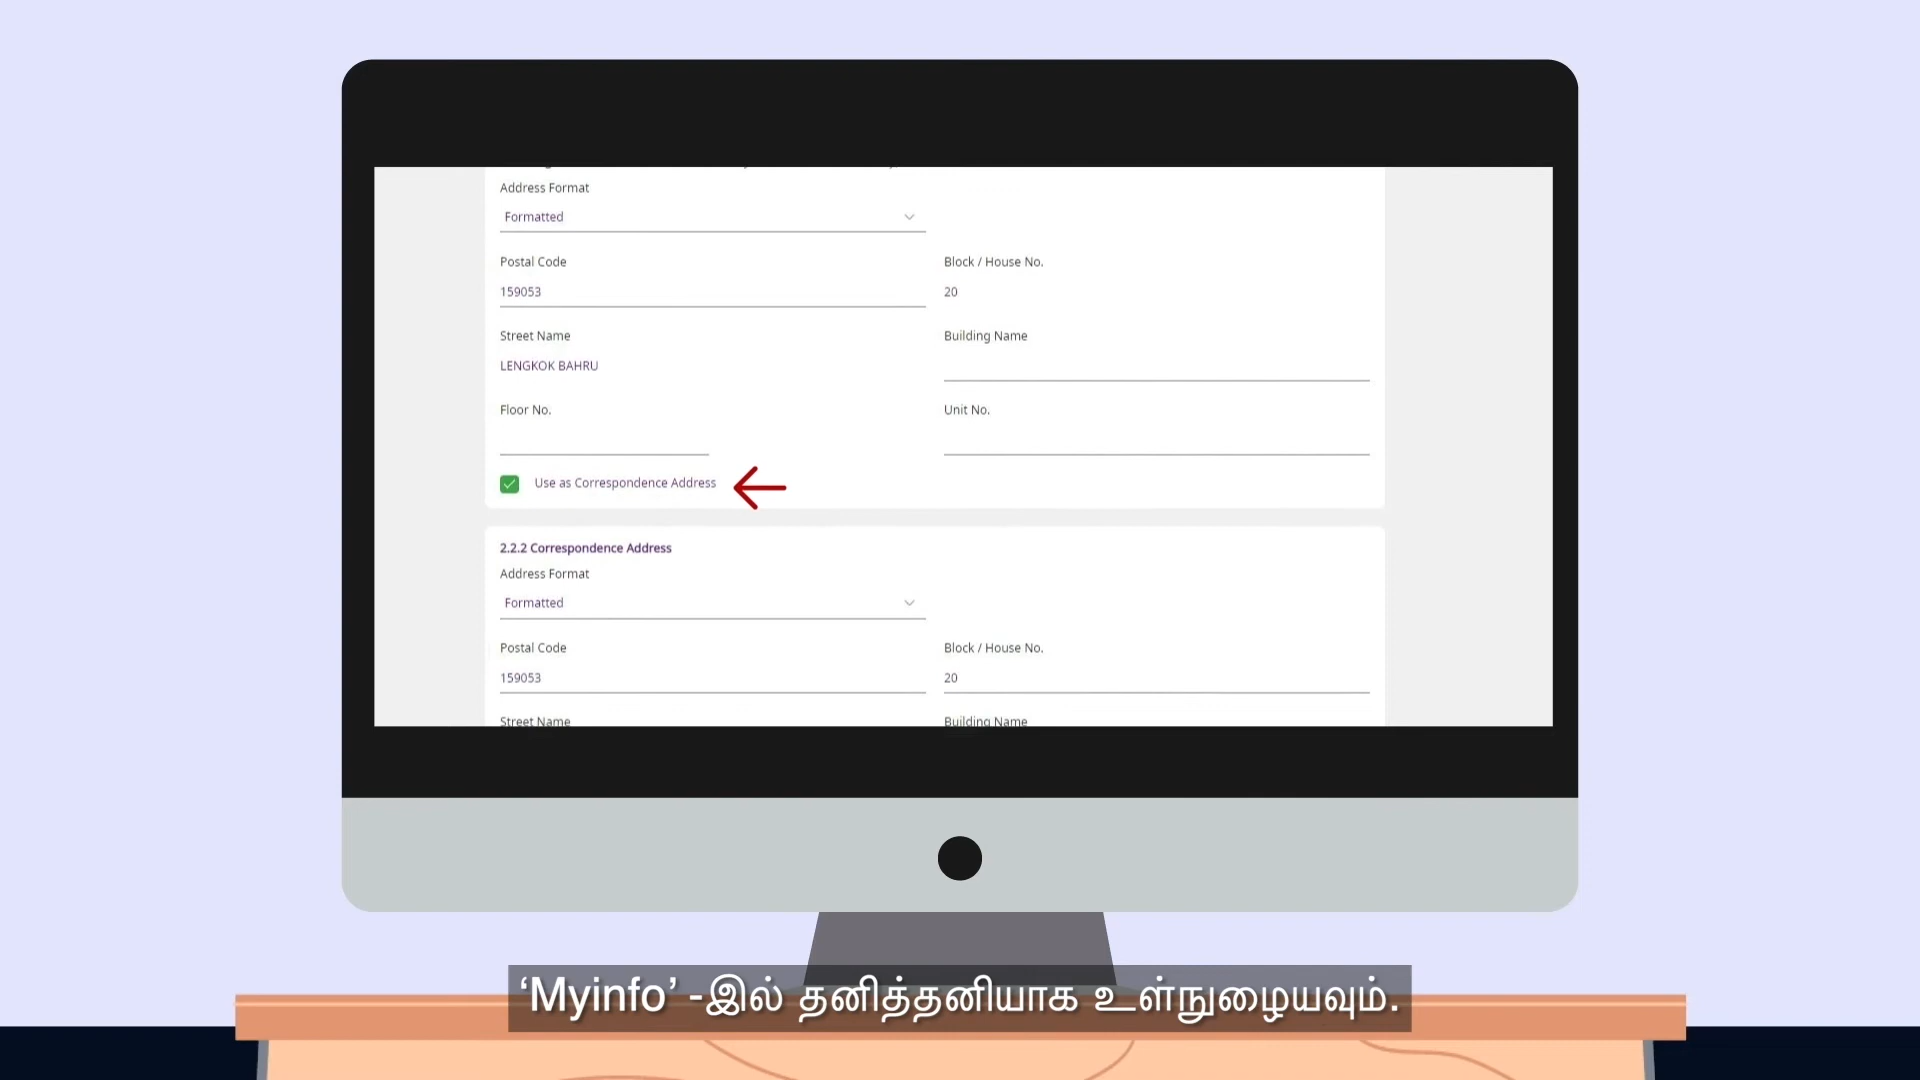 Address Format
Formatted
Postal Code
Block / House No.
159053
20
Street Name
Building Name
LENGKOK BAHRU
Floor No.
Unit No.
Use as Correspondence Address
2.2.2 Correspondence Address
Address Format
Formatted
Postal Code
Block / House No.
159053
20
Street Name
Building Name
‘Myinfo’ -இல் தனித்தனியாக உள்நுழையவும்.